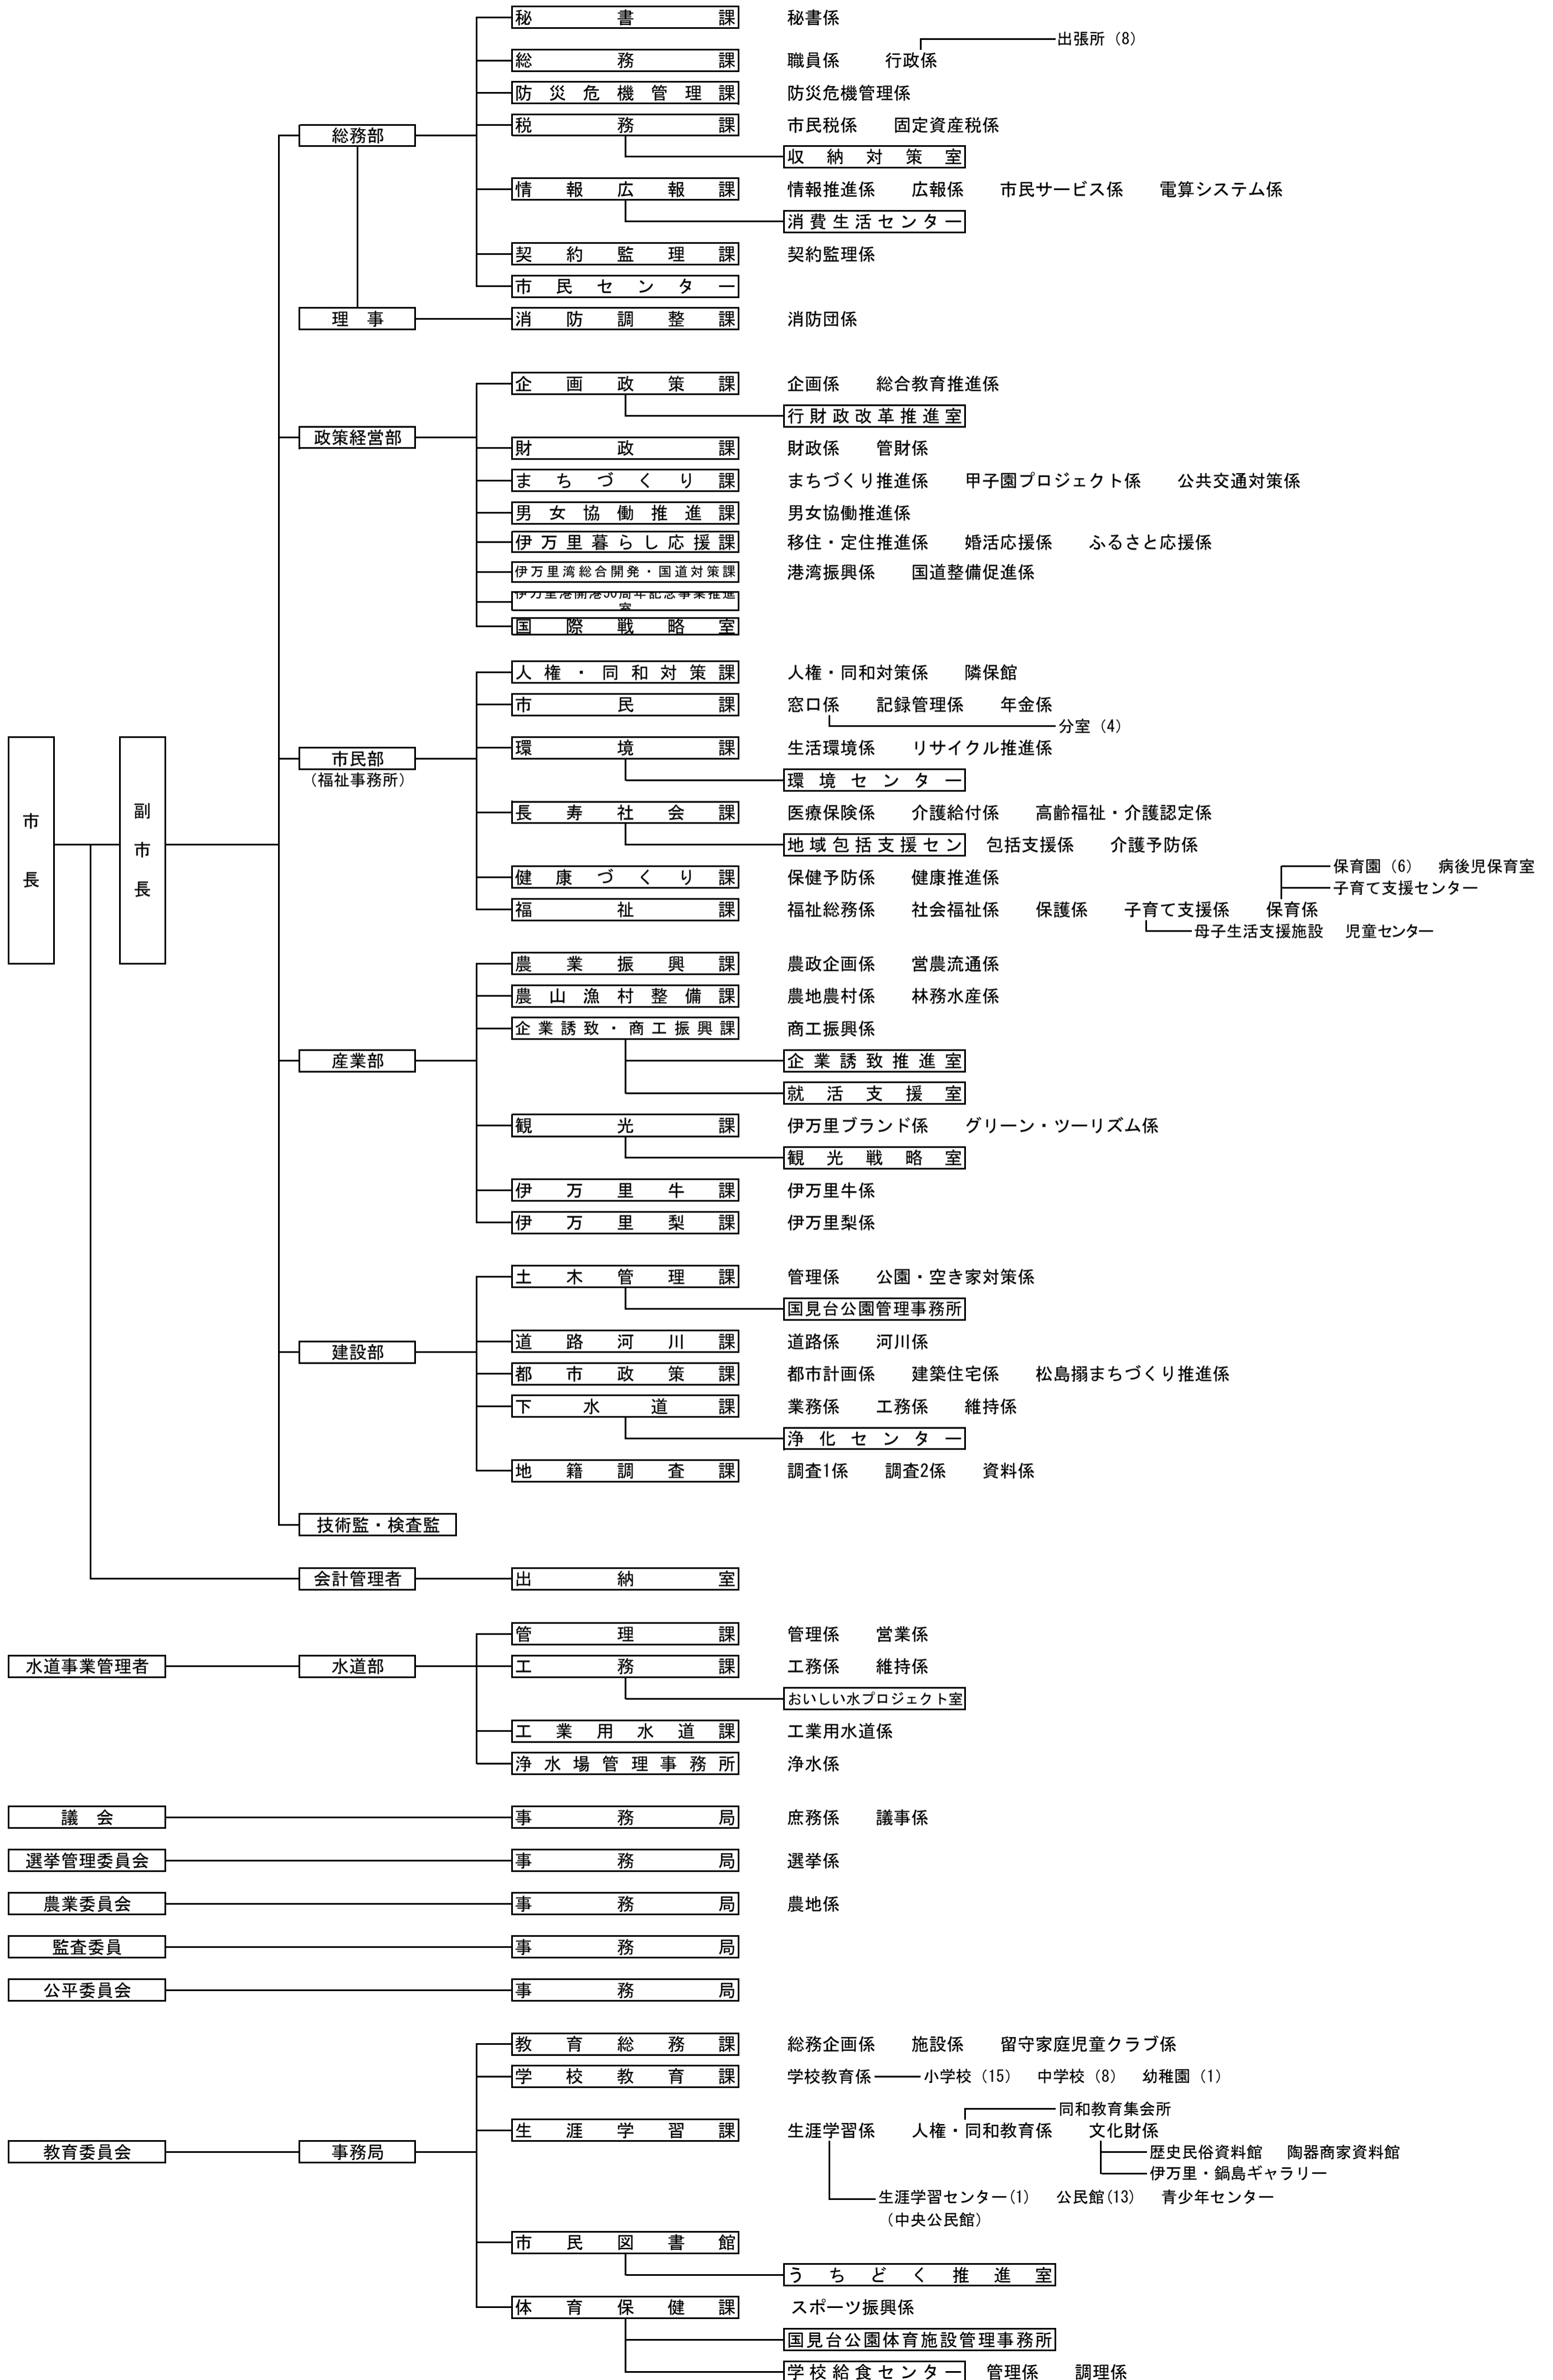 秘書課 秘書係
出張所（8）
総務課 職員係 行政係
防災危機管理課 防災危機管理係
税務課 市民税係 固定資産税係
総務部
収納対策室
情報広報課 情報推進係 広報係 市民サービス係 電算システム係
消費生活センター
契約監理課 契約監理係
市民センター
理事 消防調整課 消防団係
企画政策課 企画係 総合教育推進係
行財政改革推進室
政策経営部
財政課 財政係 管財係
まちづくり課 まちづくり推進係 甲子園プロジェクト係 公共交通対策係
男女協働推進課 男女協働推進係
伊万里暮らし応援課 移住・定住推進係 婚活応援係 ふるさと応援係
伊万里湾総合開発・国道対策課 港湾振興係 国道整備促進係
伊万里港開港50周年記念事業推進
室
国際戦略室
人権・同和対策課 人権・同和対策係 隣保館
市民課 窓口係 記録管理係 年金係
分室（4）
環境課 生活環境係 リサイクル推進係
市民部
（福祉事務所）
環境センター
長寿社会課 医療保険係 介護給付係 高齢福祉・介護認定係
市長
副市長
地域包括支援セン 包括支援係 介護予防係
保育園（6） 病後児保育室
健康づくり課 保健予防係 健康推進係
子育て支援センター
福祉課 福祉総務係 社会福祉係 保護係 子育て支援係 保育係
母子生活支援施設 児童センター
農業振興課 農政企画係 営農流通係
農山漁村整備課 農地農村係 林務水産係
企業誘致・商工振興課 商工振興係
産業部
企業誘致推進室
就活支援室
観光課 伊万里ブランド係 グリーン・ツーリズム係
観光戦略室
伊万里牛課 伊万里牛係
伊万里梨課 伊万里梨係
土木管理課 管理係 公園・空き家対策係
国見台公園管理事務所
道路河川課 道路係 河川係
建設部
都市政策課 都市計画係 建築住宅係 松島搦まちづくり推進係
下水道課 業務係 工務係 維持係
浄化センター
地籍調査課 調査1係 調査2係 資料係
技術監・検査監
会計管理者 出納室
管理課 管理係 営業係
水道事業管理者 水道部 工務課 工務係 維持係
おいしい水プロジェクト室
工業用水道課 工業用水道係
浄水場管理事務所 浄水係
議会 事務局 庶務係 議事係
選挙管理委員会 事務局 選挙係
農業委員会 事務局 農地係
監査委員 事務局
公平委員会 事務局
教育総務課 総務企画係 施設係 留守家庭児童クラブ係
学校教育課 学校教育係 小学校（15） 中学校（8） 幼稚園（1）
同和教育集会所
生涯学習課 生涯学習係 人権・同和教育係 文化財係
教育委員会 事務局
歴史民俗資料館 陶器商家資料館
伊万里・鍋島ギャラリー
生涯学習センター(1) 公民館(13) 青少年センター
（中央公民館）
市民図書館
うちどく推進室
体育保健課 スポーツ振興係
国見台公園体育施設管理事務所
学校給食センター 管理係 調理係